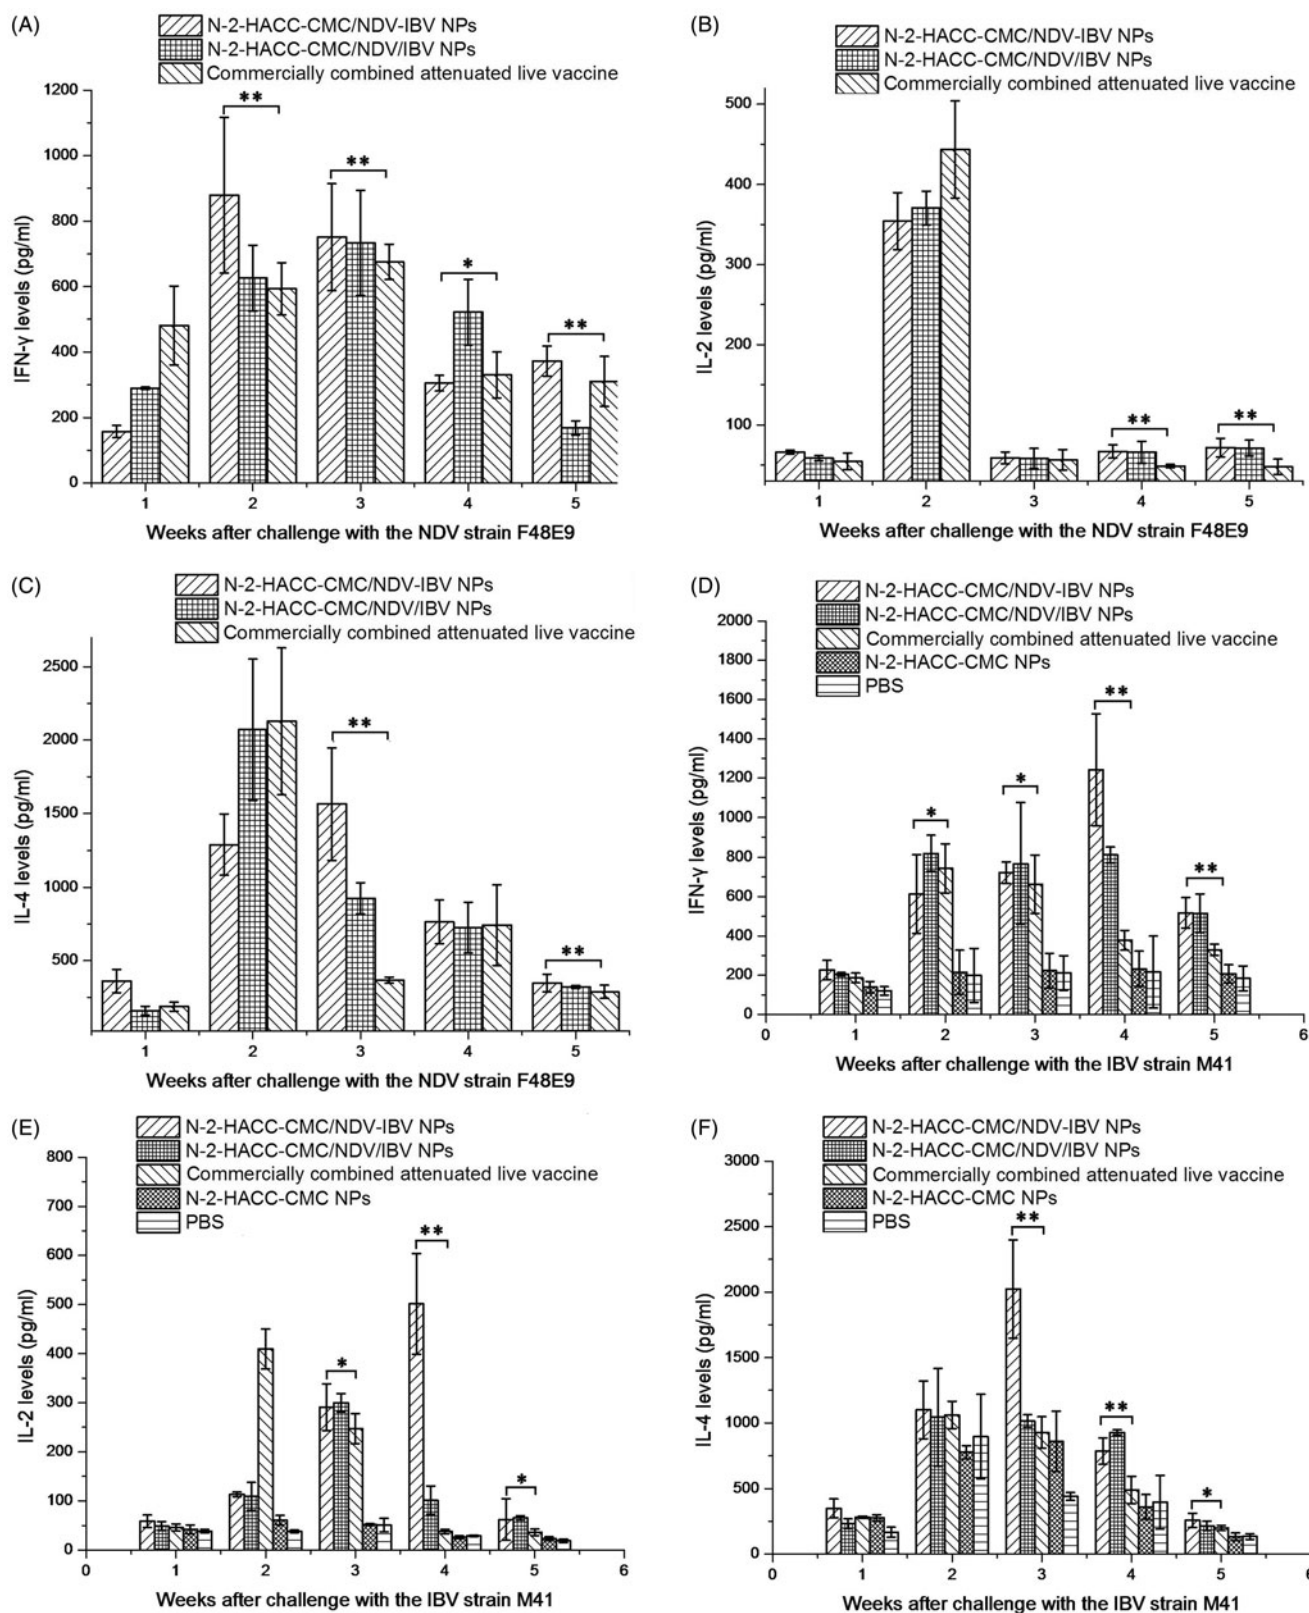 (A)
N-2-HACC-CMC/NDV-IBV NPs
N-2-HACC-CMC/NDV/IBV NPs
Commercially combined attenuated live vaccine
1200
1000
800
600
400
200
0
IFN-γ levels (pg/ml)
**
**
*
**
1 2 3 4 5
Weeks after challenge with the NDV strain F48E9
(B)
N-2-HACC-CMC/NDV-IBV NPs
N-2-HACC-CMC/NDV/IBV NPs
Commercially combined attenuated live vaccine
500
400
300
200
100
IL-2 levels (pg/ml)
**
**
1 2 3 4 5
Weeks after challenge with the NDV strain F48E9
(C)
N-2-HACC-CMC/NDV-IBV NPs
N-2-HACC-CMC/NDV/IBV NPs
Commercially combined attenuated live vaccine
2500
2000
1500
1000
500
IL-4 levels (pg/ml)
**
**
1 2 3 4 5
Weeks after challenge with the NDV strain F48E9
(D)
N-2-HACC-CMC/NDV-IBV NPs
N-2-HACC-CMC/NDV/IBV NPs
Commercially combined attenuated live vaccine
N-2-HACC-CMC NPs
PBS
2000
1800
1600
1400
1200
1000
800
600
400
200
0
IFN-γ levels (pg/ml)
*
*
**
**
0 1 2 3 4 5 6
Weeks after challenge with the IBV strain M41
(E)
N-2-HACC-CMC/NDV-IBV NPs
N-2-HACC-CMC/NDV/IBV NPs
Commercially combined attenuated live vaccine
N-2-HACC-CMC NPs
PBS
800
700
600
500
400
300
200
100
0
IL-2 levels (pg/ml)
*
**
*
0 1 2 3 4 5 6
Weeks after challenge with the IBV strain M41
(F)
N-2-HACC-CMC/NDV-IBV NPs
N-2-HACC-CMC/NDV/IBV NPs
Commercially combined attenuated live vaccine
N-2-HACC-CMC NPs
PBS
3000
2500
2000
1500
1000
500
0
IL-4 levels (pg/ml)
**
**
*
0 1 2 3 4 5 6
Weeks after challenge with the IBV strain M41